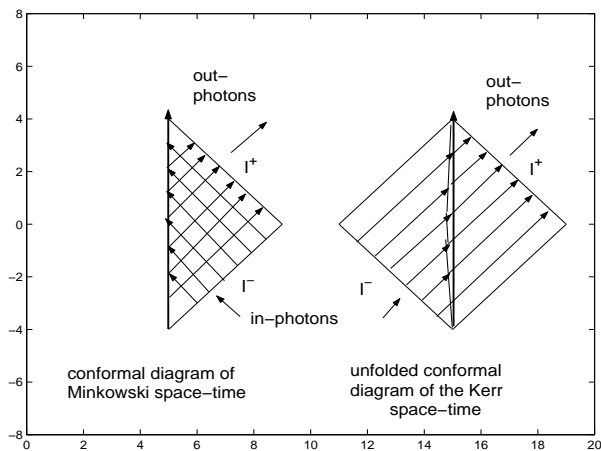 8
6
4
2
0
−2
−4
−6
−8
0
2
4
6
8
10
12
14
16
18
20
out−
photons
I+
I−
in−photons
conformal diagram of
Minkowski space−time
out−
photons
I+
I−
unfolded conformal
diagram of the Kerr
space−time